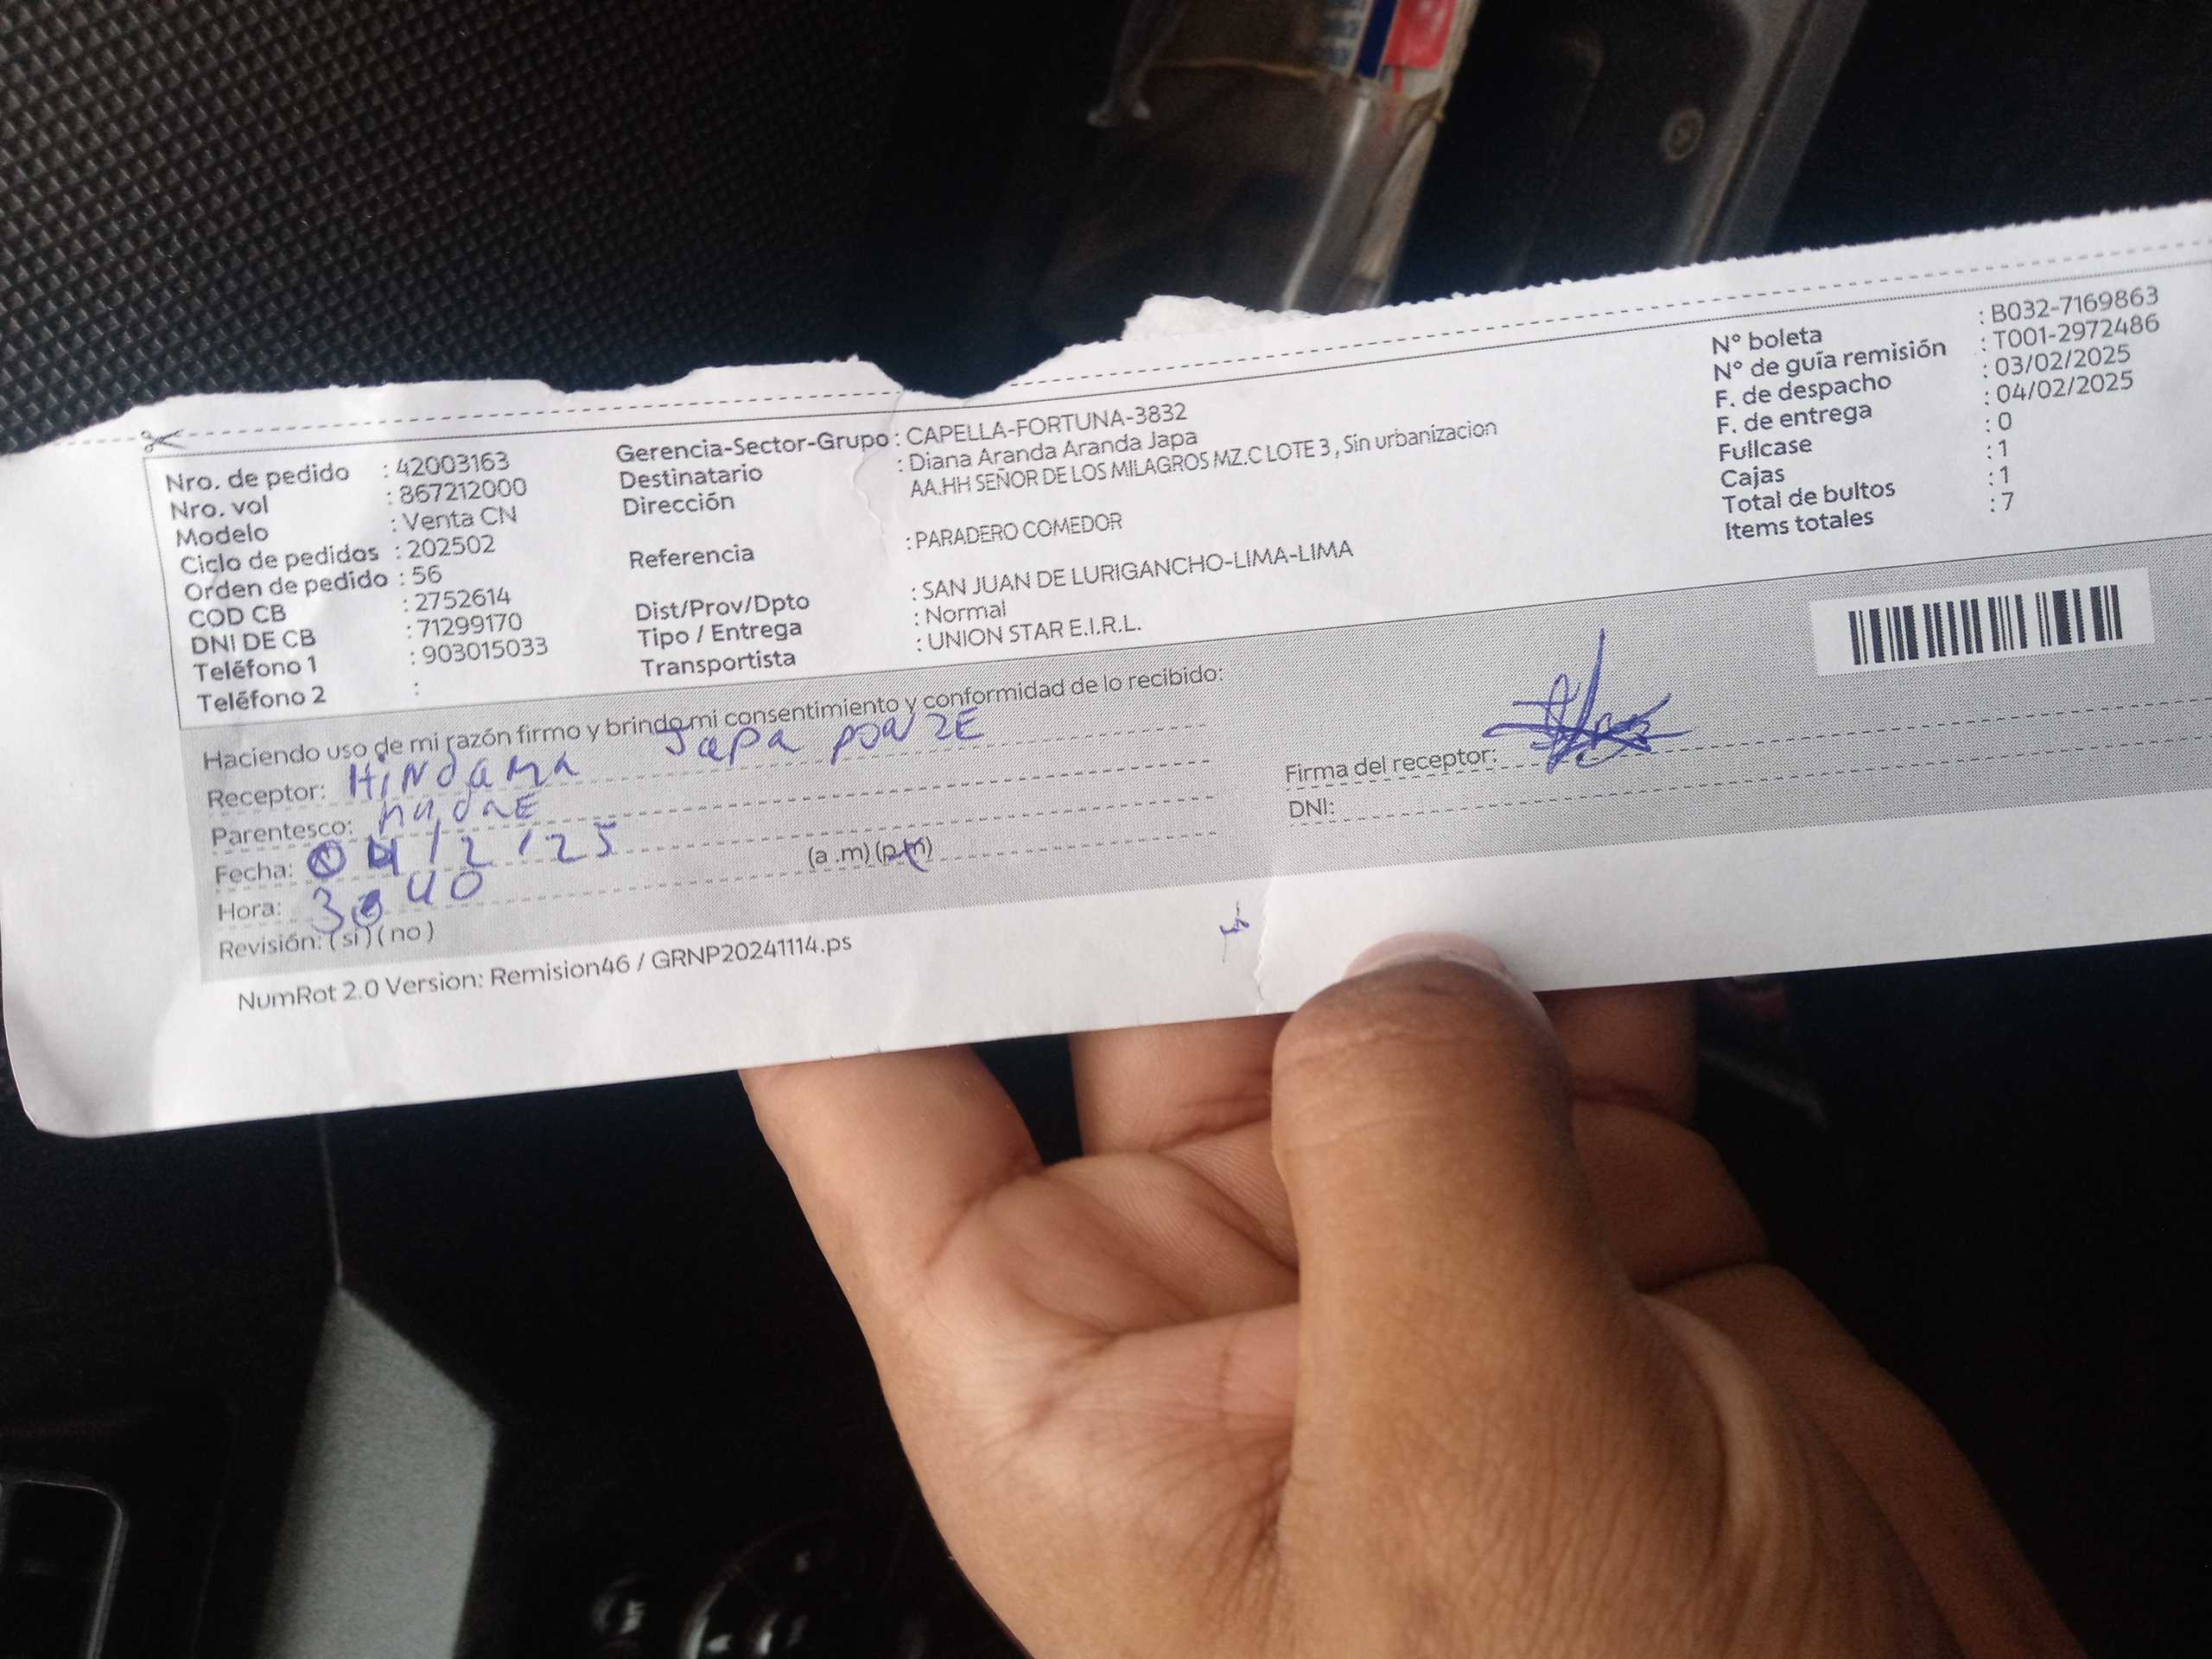 Nro. de pedido : 42003163
Nro. vol : 867212000
Modelo : Venta CN
Ciclo de pedidos : 202502
Orden de pedido : 56
COD CB : 2752614
DNI DE CB : 71299170
Teléfono 1 : 903015033
Teléfono 2 :
Gerencia-Sector-Grupo : CAPELLA-FORTUNA-3832
Destinatario : Diana Aranda Japa
Dirección AA.HH SEÑOR DE LOS MILAGROS MZ.C LOTE 3 , Sin urbanizacion
Referencia : PARADERO COMEDOR
Dist/Prov/Dpto : SAN JUAN DE LURIGANCHO-LIMA-LIMA
Tipo / Entrega : Normal
Transportista : UNION STAR E.I.R.L.
N° boleta : B032-7169863
N° de guía remisión : T001-2972486
F. de despacho : 03/02/2025
F. de entrega : 04/02/2025
Fullcase : 0
Cajas : 1
Total de bultos : 1
Items totales : 7
Haciendo uso de mi razón firmo y brindo mi consentimiento y conformidad de lo recibido:
Receptor: Japa
Parentesco: madre
Fecha: 04/2/25
Hora: 3 40 (a .m) (p.m)
Revisión: ( si ) ( no )
Firma del receptor:
DNI:
NumRot 2.0 Version: Remision46 / GRNP20241114.ps